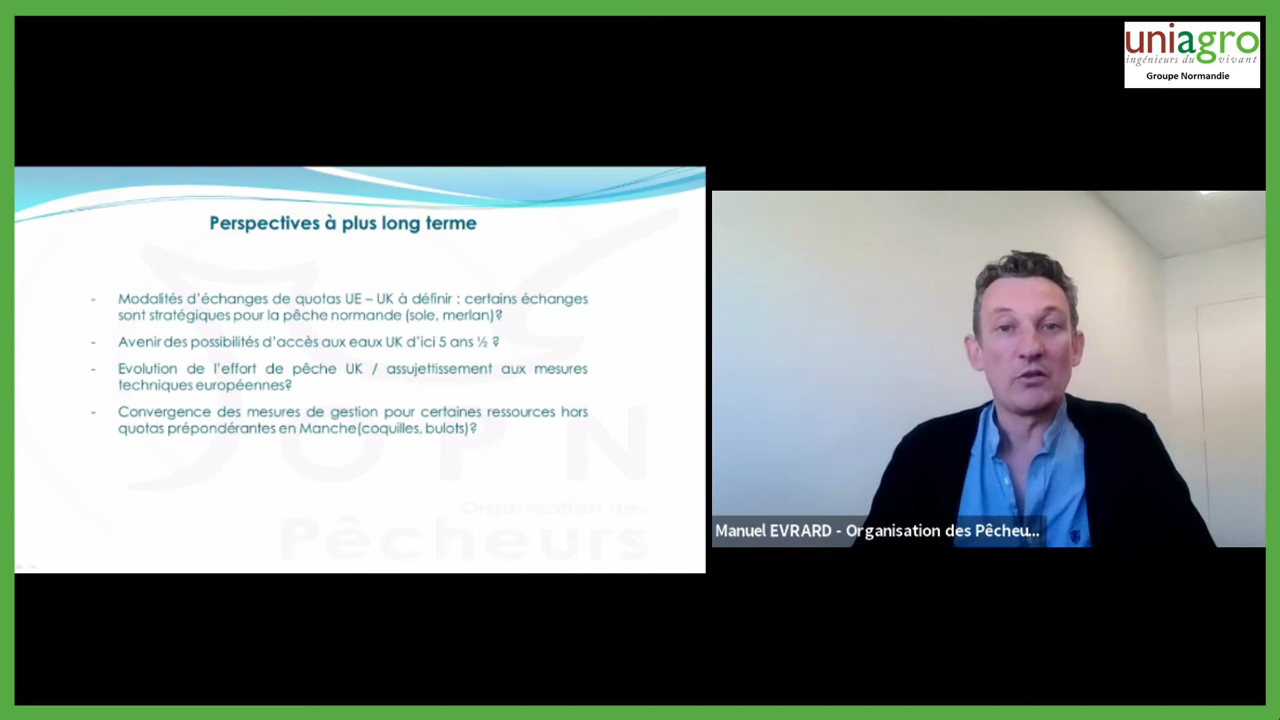 uniagro
ingénieurs du vivant
Groupe Normandie
Perspectives à plus long terme
- Modalités d'échanges de quotas UE – UK à définir : certains échanges
sont stratégiques pour la pêche normande (sole, merlan)?
- Avenir des possibilités d'accès aux eaux UK d'ici 5 ans ½ ?
- Evolution de l'effort de pêche UK / assujettissement aux mesures
techniques européennes?
- Convergence des mesures de gestion pour certaines ressources hors
quotas prépondérantes en Manche(coquilles, bulots)?
OPN
Organisation des
Pêcheurs
Manuel EVRARD - Organisation des Pêcheu...